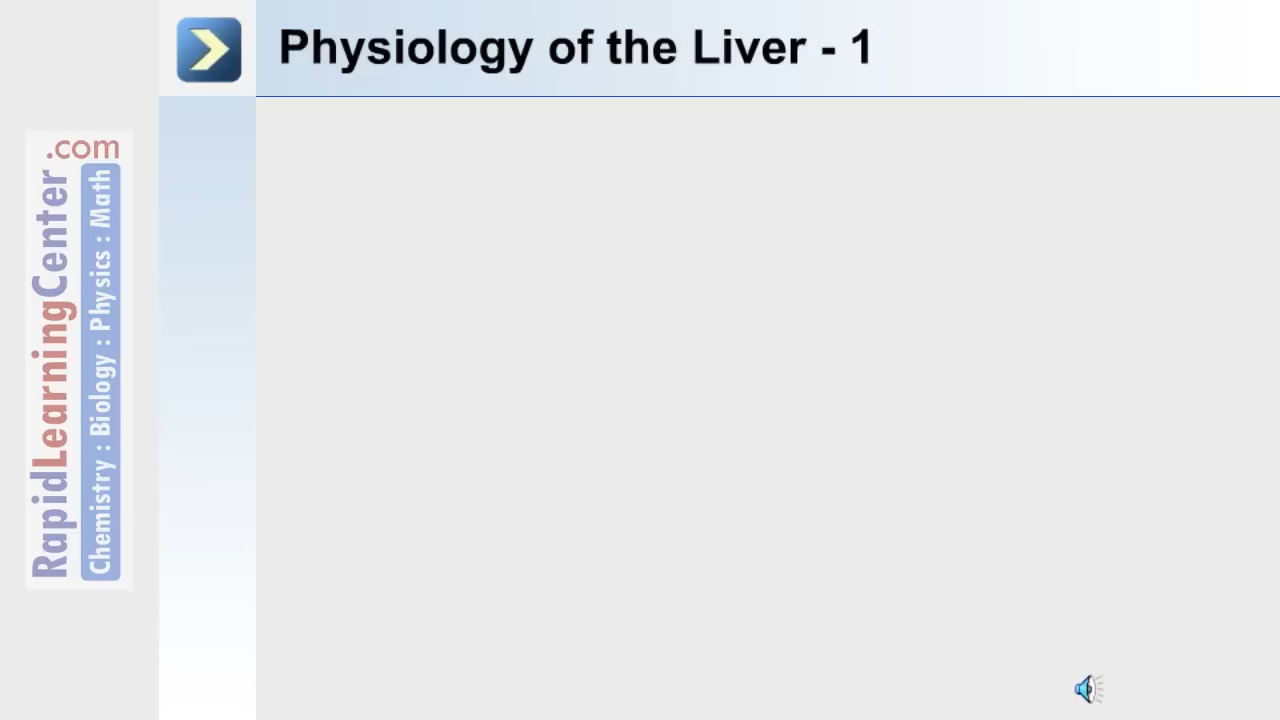 Physiology of the Liver - 1
.com
RapidLearningCenter
Chemistry : Biology : Physics : Math